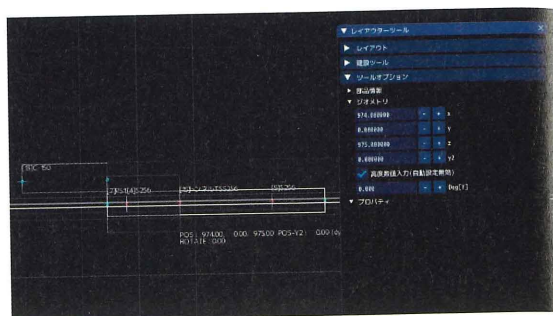 ▼ レイアウターツール ×
▶ レイアウト
▶ 建設ツール
▼ ツールオプション
▶ 部品情報
▼ ジオメトリ
974.000000 - + x
0.000000 - + Y
975.000000 - + z
0.000000 - + y2
高度数値入力(自動設定無効)
0.000 - + Deg[Y]
▼ プロパティ
POS: 974.00, 0.00, 975.00 POS-Y2: 0.00
ROTATE: 0.00